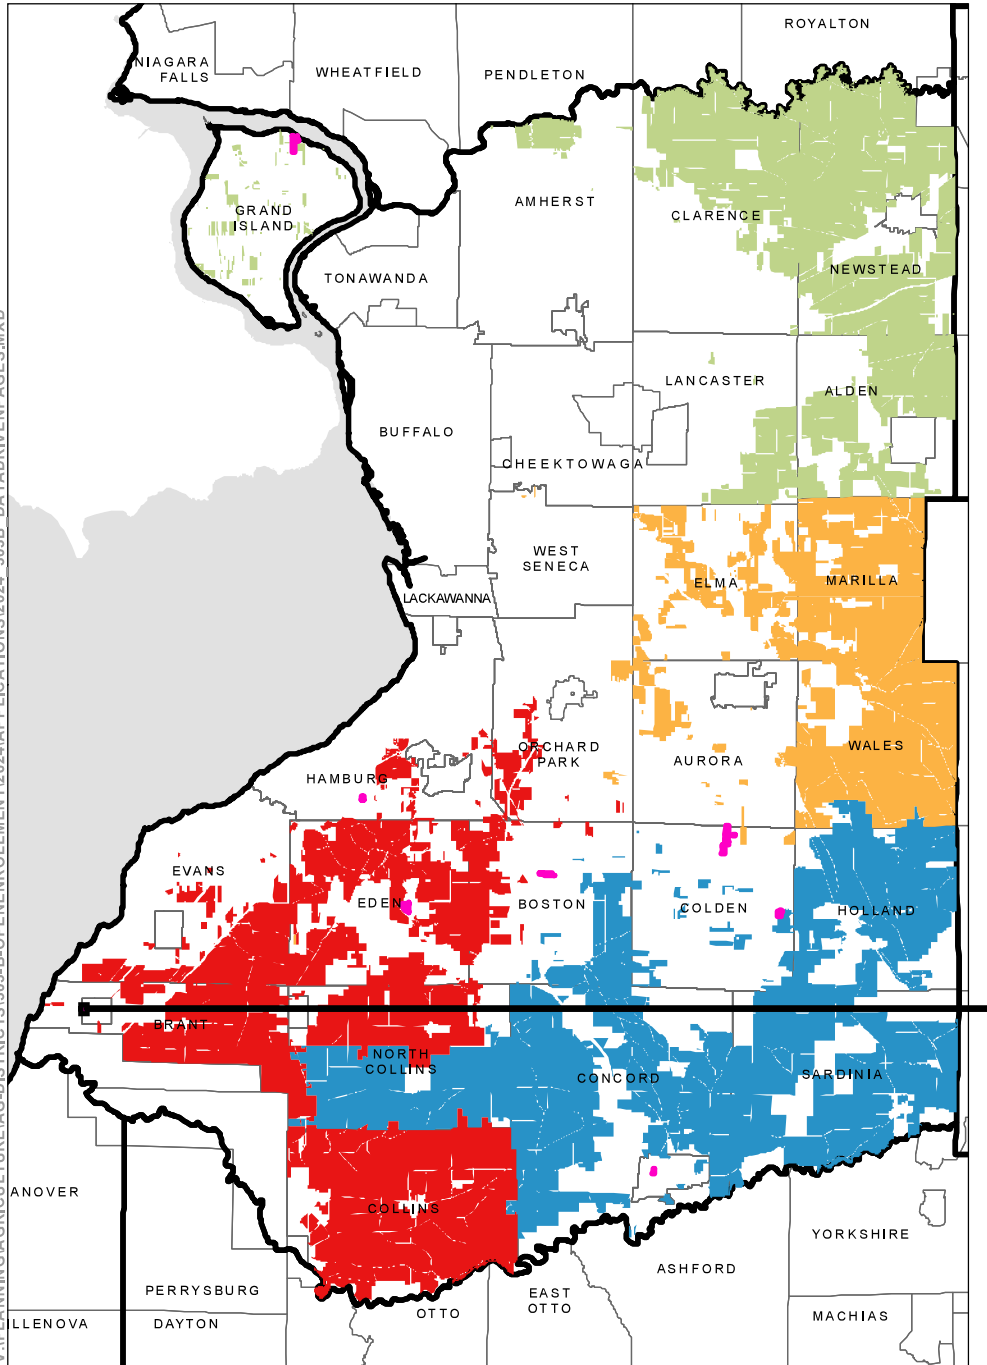 ROYALTON
NIAGARA
FALLS
WHEATFIELD
PENDLETON
GRAND
ISLAND
AMHERST
CLARENCE
NEWSTEAD
TONAWANDA
LANCASTER
ALDEN
BUFFALO
CHEEKTOWAGA
WEST
SENECA
ELMA
MARILLA
LACKAWANNA
ORCHARD
PARK
WALES
AURORA
HAMBURG
EVANS
EDEN
BOSTON
COLDEN
HOLLAND
BRANT
NORTH
COLLINS
CONCORD
SARDINIA
ANOVER
COLLINS
YORKSHIRE
ASHFORD
PERRYSBURG
EAST
OTTO
OTTO
MACHIAS
LLENOVA
DAYTON